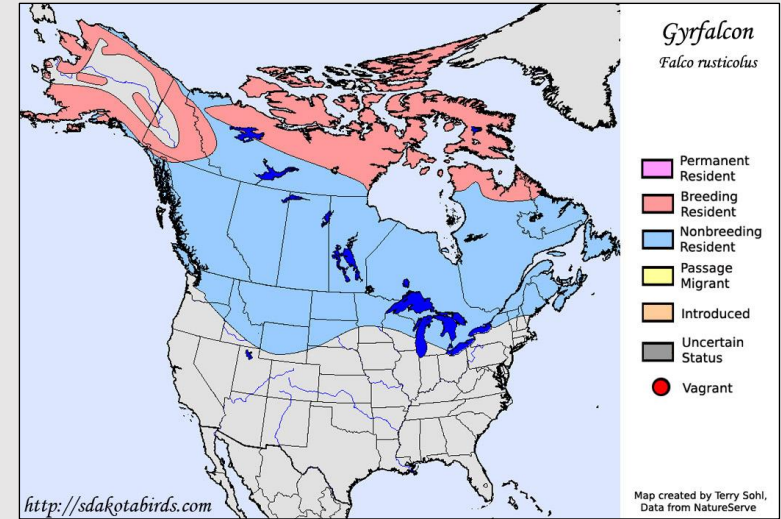 Gyrfalcon
Falco rusticolus
Permanent
Resident
Breeding
Resident
Nonbreeding
Resident
Passage
Migrant
Introduced
Uncertain
Status
Vagrant
Map created by Terry Sohl,
Data from NatureServe
http://sdakotabirds.com